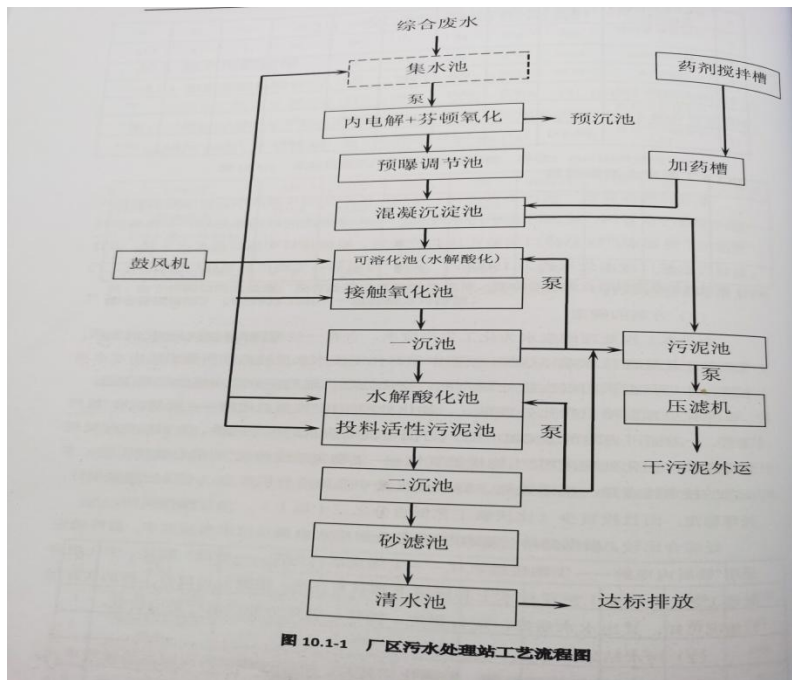 综合废水
集水池
药剂搅拌槽
泵
内电解+芬顿氧化
预沉池
预曝调节池
加药槽
混凝沉淀池
鼓风机
可溶化池(水解酸化)
泵
接触氧化池
一沉池
污泥池
泵
水解酸化池
压滤机
投料活性污泥池
泵
二沉池
干污泥外运
砂滤池
清水池
达标排放
图 10.1-1 厂区污水处理站工艺流程图